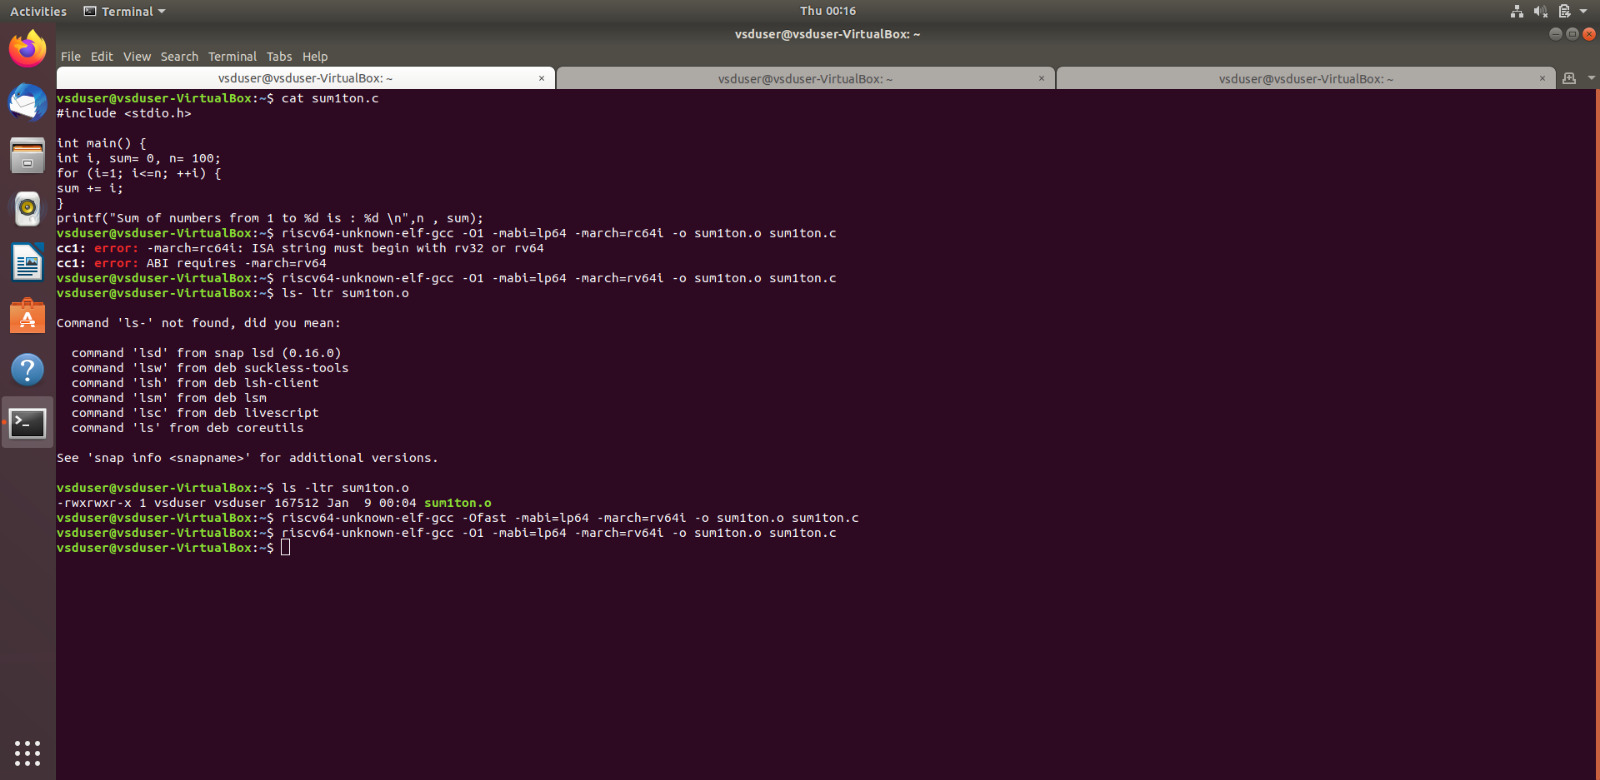 Activities Terminal Thu 00:16
vsduser@vsduser-VirtualBox: ~
File Edit View Search Terminal Tabs Help
vsduser@vsduser-VirtualBox: ~ × vsduser@vsduser-VirtualBox: ~ × vsduser@vsduser-VirtualBox: ~ ×
vsduser@vsduser-VirtualBox:~$ cat sum1ton.c
#include <stdio.h>
int main() {
int i, sum= 0, n= 100;
for (i=1; i<=n; ++i) {
sum += i;
}
printf("Sum of numbers from 1 to %d is : %d \n",n , sum);
vsduser@vsduser-VirtualBox:~$ riscv64-unknown-elf-gcc -O1 -mabi=lp64 -march=rc64i -o sum1ton.o sum1ton.c
cc1: error: -march=rc64i: ISA string must begin with rv32 or rv64
cc1: error: ABI requires -march=rv64
vsduser@vsduser-VirtualBox:~$ riscv64-unknown-elf-gcc -O1 -mabi=lp64 -march=rv64i -o sum1ton.o sum1ton.c
vsduser@vsduser-VirtualBox:~$ ls- ltr sum1ton.o
Command 'ls-' not found, did you mean:
command 'lsd' from snap lsd (0.16.0)
command 'lsw' from deb suckless-tools
command 'lsh' from deb lsh-client
command 'lsm' from deb lsm
command 'lsc' from deb livescript
command 'ls' from deb coreutils
See 'snap info <snapname>' for additional versions.
vsduser@vsduser-VirtualBox:~$ ls -ltr sum1ton.o
-rwxrwxr-x 1 vsduser vsduser 167512 Jan  9 00:04 sum1ton.o
vsduser@vsduser-VirtualBox:~$ riscv64-unknown-elf-gcc -Ofast -mabi=lp64 -march=rv64i -o sum1ton.o sum1ton.c
vsduser@vsduser-VirtualBox:~$ riscv64-unknown-elf-gcc -O1 -mabi=lp64 -march=rv64i -o sum1ton.o sum1ton.c
vsduser@vsduser-VirtualBox:~$